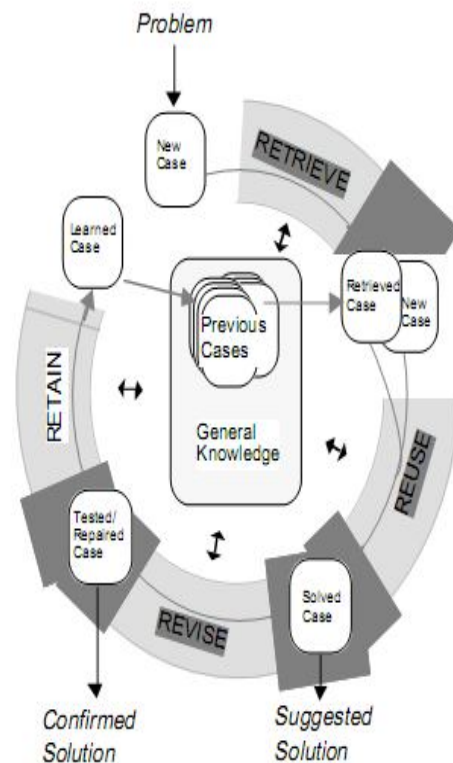 Problem
New
Case
RETRIEVE
Learned
Case
Retrieved
Case
New
Case
Previous
Cases
General
Knowledge
RETAIN
REUSE
Tested/
Repaired
Case
REVISE
Solved
Case
Confirmed
Solution
Suggested
Solution